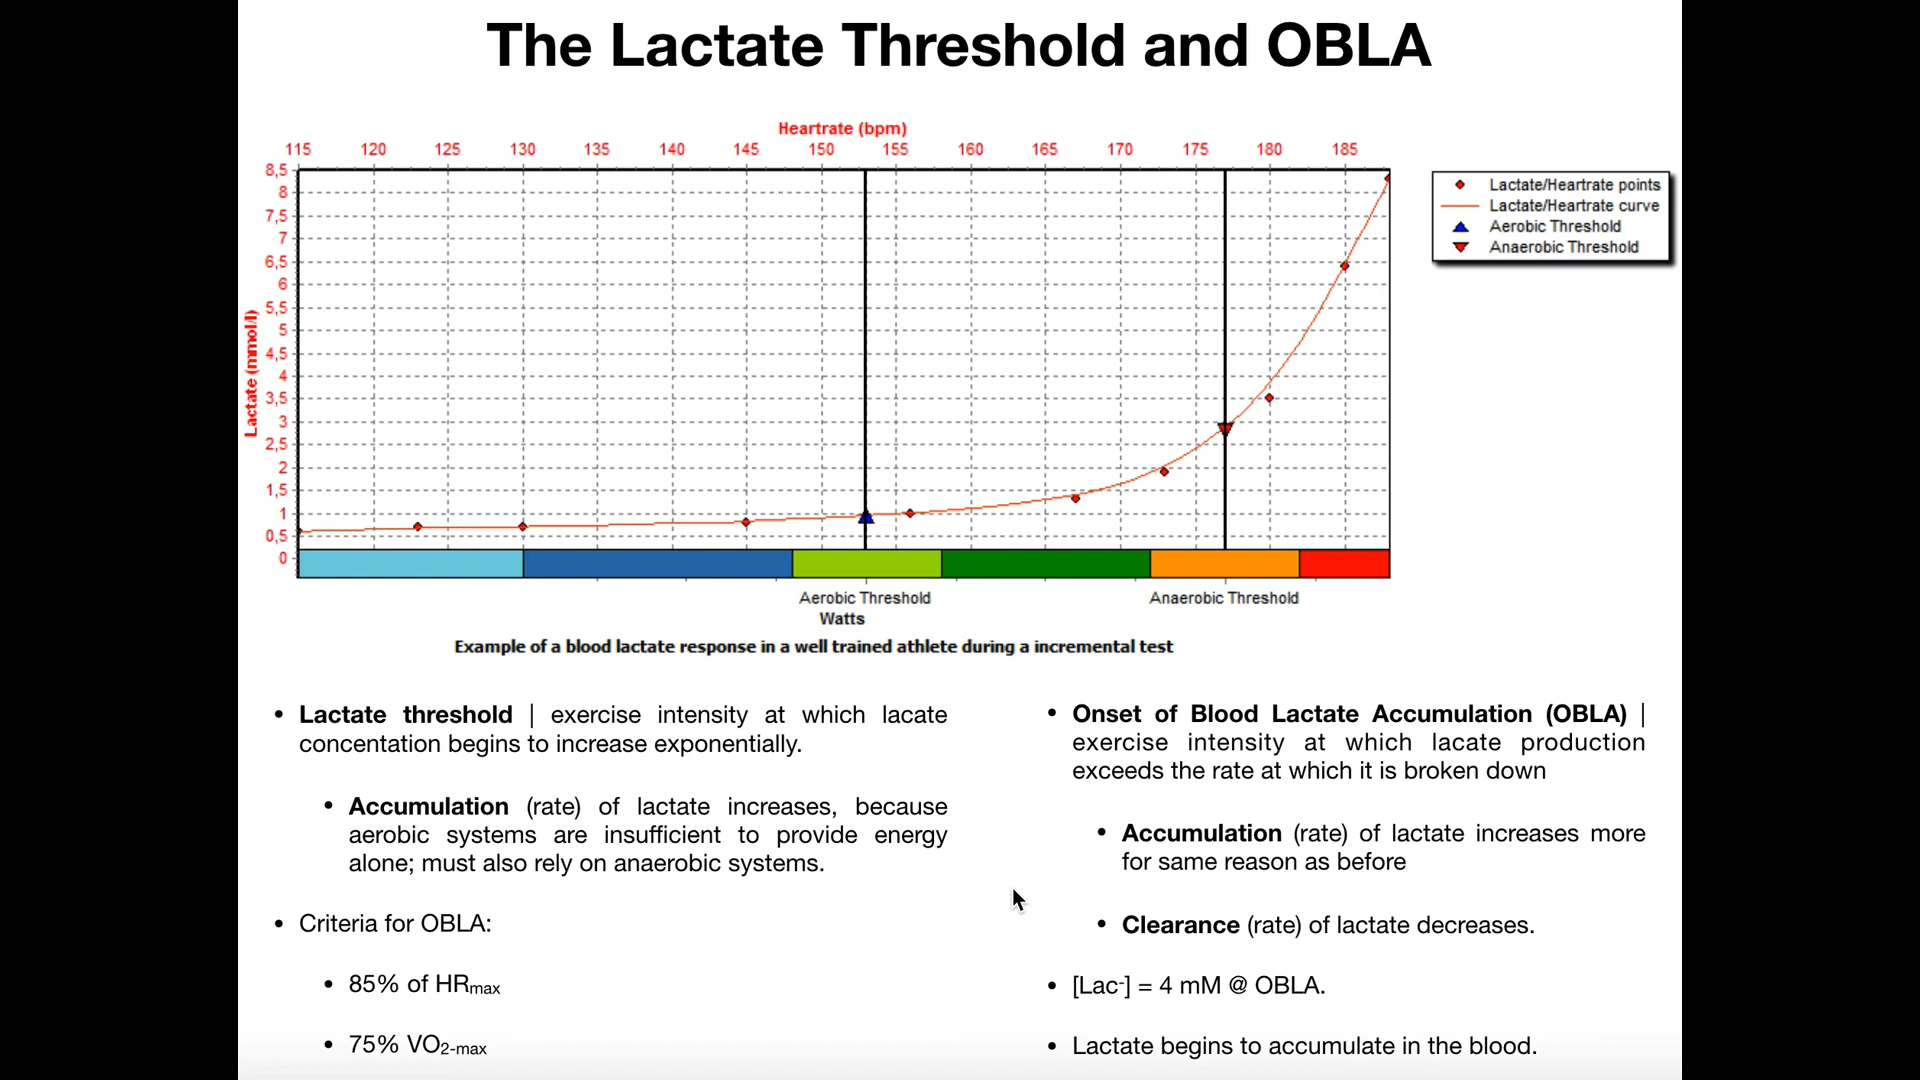 The Lactate Threshold and OBLA
Heartrate (bpm)
115 120 125 130 135 140 145 150 155 160 165 170 175 180 185
8,5
8
7,5
7
6,5
6
5,5
5
4,5
4
3,5
3
2,5
2
1,5
1
0,5
0
Lactate (mmol/l)
Lactate/Heartrate points
Lactate/Heartrate curve
Aerobic Threshold
Anaerobic Threshold
Aerobic Threshold Anaerobic Threshold
Watts
Example of a blood lactate response in a well trained athlete during a incremental test
• Lactate threshold | exercise intensity at which lacate
concentration begins to increase exponentially.
• Accumulation (rate) of lactate increases, because
aerobic systems are insufficient to provide energy
alone; must also rely on anaerobic systems.
• Criteria for OBLA:
• 85% of HRmax
• 75% VO2-max
• Onset of Blood Lactate Accumulation (OBLA) |
exercise intensity at which lacate production
exceeds the rate at which it is broken down
• Accumulation (rate) of lactate increases more
for same reason as before
• Clearance (rate) of lactate decreases.
• [Lac-] = 4 mM @ OBLA.
• Lactate begins to accumulate in the blood.